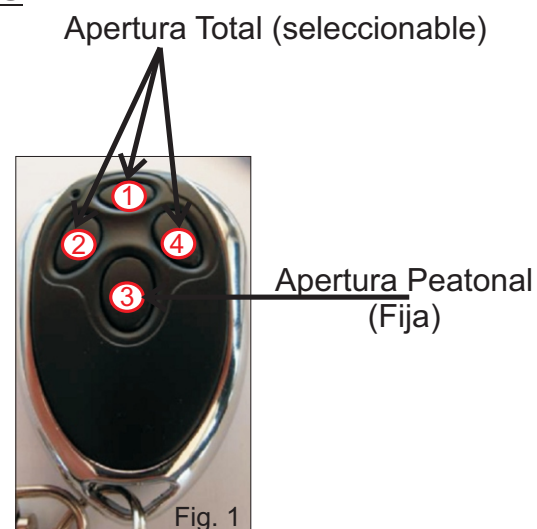 Apertura Total (seleccionable)
1
2
4
3
Apertura Peatonal
(Fija)
Fig. 1